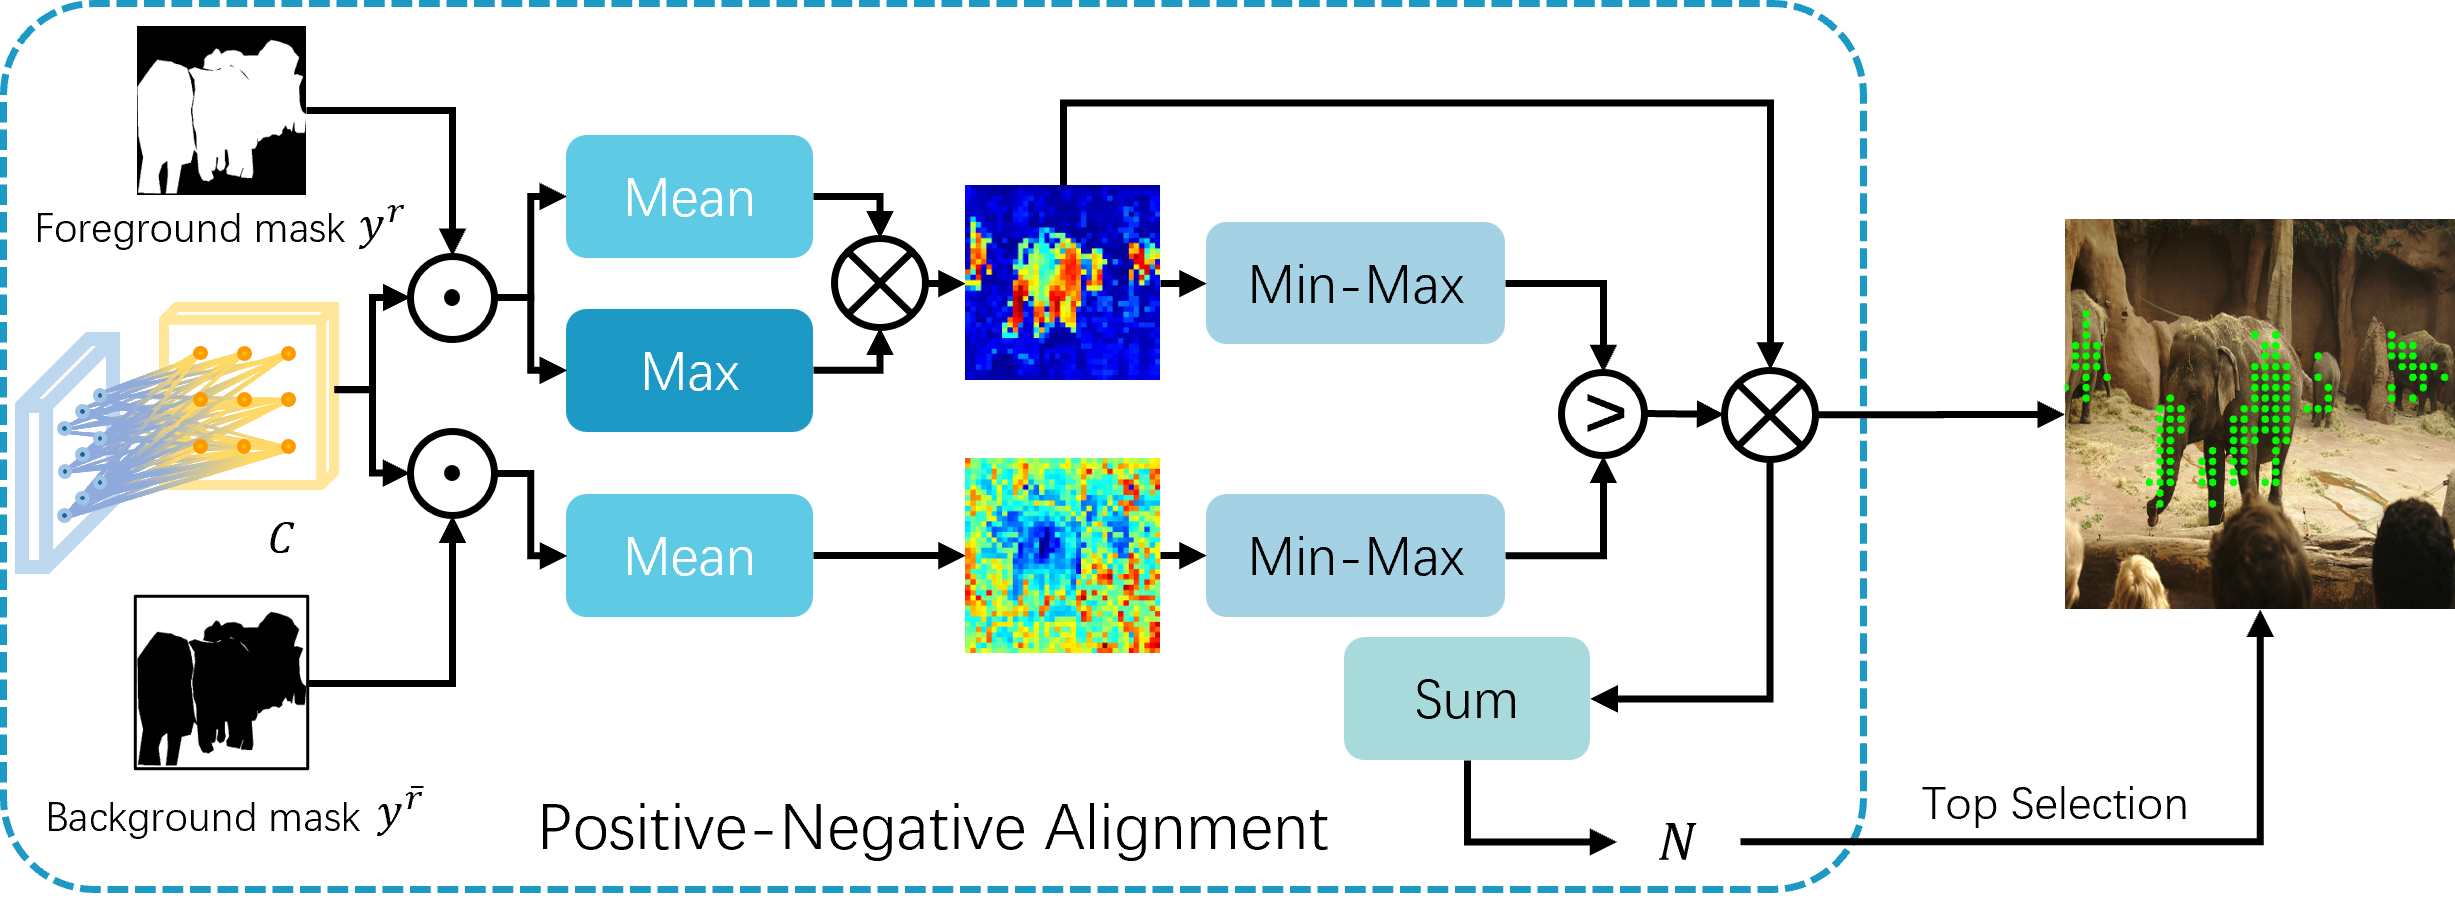 Foreground mask $y^{r}$
Mean
Max
Min-Max
>
C
Mean
Min-Max
Sum
Background mask $y^{\bar{r}}$
Positive-Negative Alignment
N
Top Selection